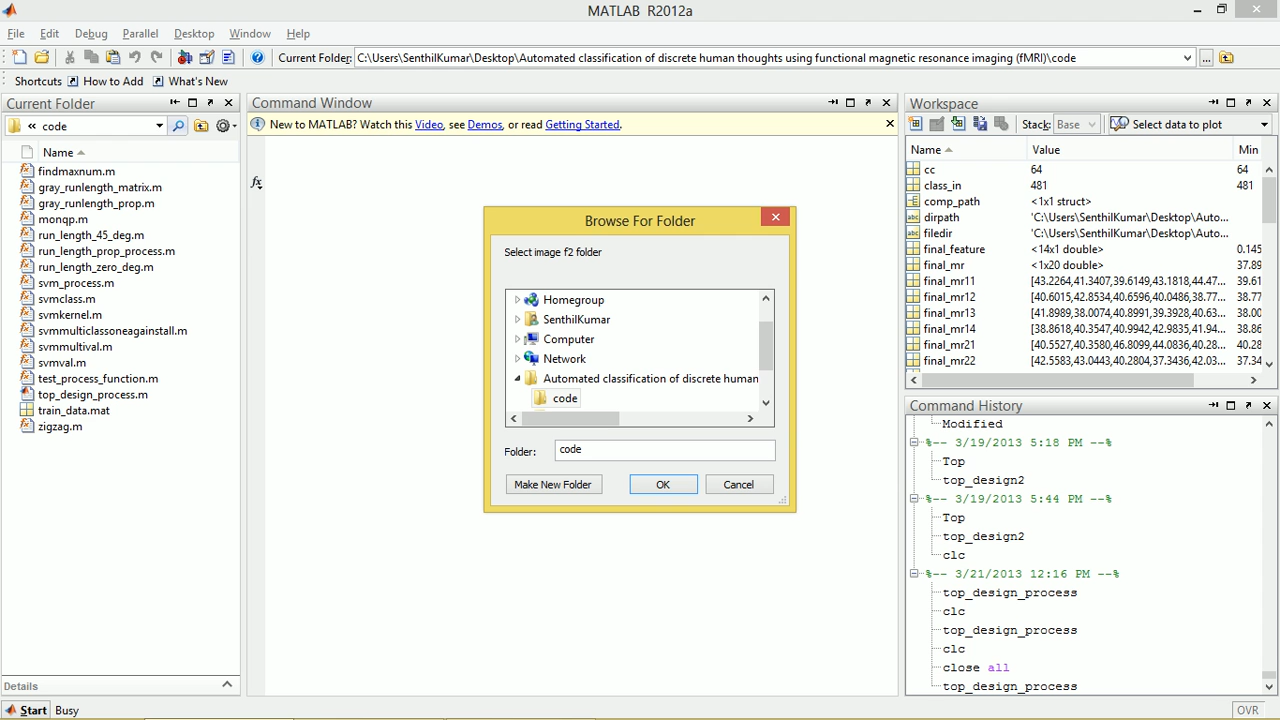 MATLAB R2012a
File Edit Debug Parallel Desktop Window Help
Current Folder: C:\Users\SenthilKumar\Desktop\Automated classification of discrete human thoughts using functional magnetic resonance imaging (fMRI)\code
Shortcuts How to Add What's New
Current Folder
« code
Name
findmaxnum.m
gray_runlength_matrix.m
gray_runlength_prop.m
monqp.m
run_length_45_deg.m
run_length_prop_process.m
run_length_zero_deg.m
svm_process.m
svmclass.m
svmkernel.m
svmmulticlassoneagainstall.m
svmmultival.m
svmval.m
test_process_function.m
top_design_process.m
train_data.mat
zigzag.m
Details
Start Busy
Command Window
New to MATLAB? Watch this Video, see Demos, or read Getting Started.
fx
Browse For Folder
Select image f2 folder
Homegroup
SenthilKumar
Computer
Network
Automated classification of discrete human
code
Folder: code
Make New Folder OK Cancel
Workspace
Stack: Base Select data to plot
Name Value Min
cc 64 64
class_in 481 481
comp_path <1x1 struct>
dirpath 'C:\Users\SenthilKumar\Desktop\Auto...
filedir 'C:\Users\SenthilKumar\Desktop\Auto...
final_feature <14x1 double> 0.145
final_mr <1x20 double> 37.89
final_mr11 [43.2264,41.3407,39.6149,43.1818,44.47... 39.61
final_mr12 [40.6015,42.8534,40.6596,40.0486,38.77... 38.77
final_mr13 [41.8989,38.0074,40.8991,39.3928,40.63... 38.00
final_mr14 [38.8618,40.3547,40.9942,42.9835,41.94... 38.86
final_mr21 [40.5527,40.3580,46.8099,44.0836,40.28... 40.28
final_mr22 [42.5583,43.0443,40.2804,37.3436,42.03... 37.34
Command History
Modified
%-- 3/19/2013 5:18 PM --%
Top
top_design2
%-- 3/19/2013 5:44 PM --%
Top
top_design2
clc
%-- 3/21/2013 12:16 PM --%
top_design_process
clc
top_design_process
clc
close all
top_design_process
OVR